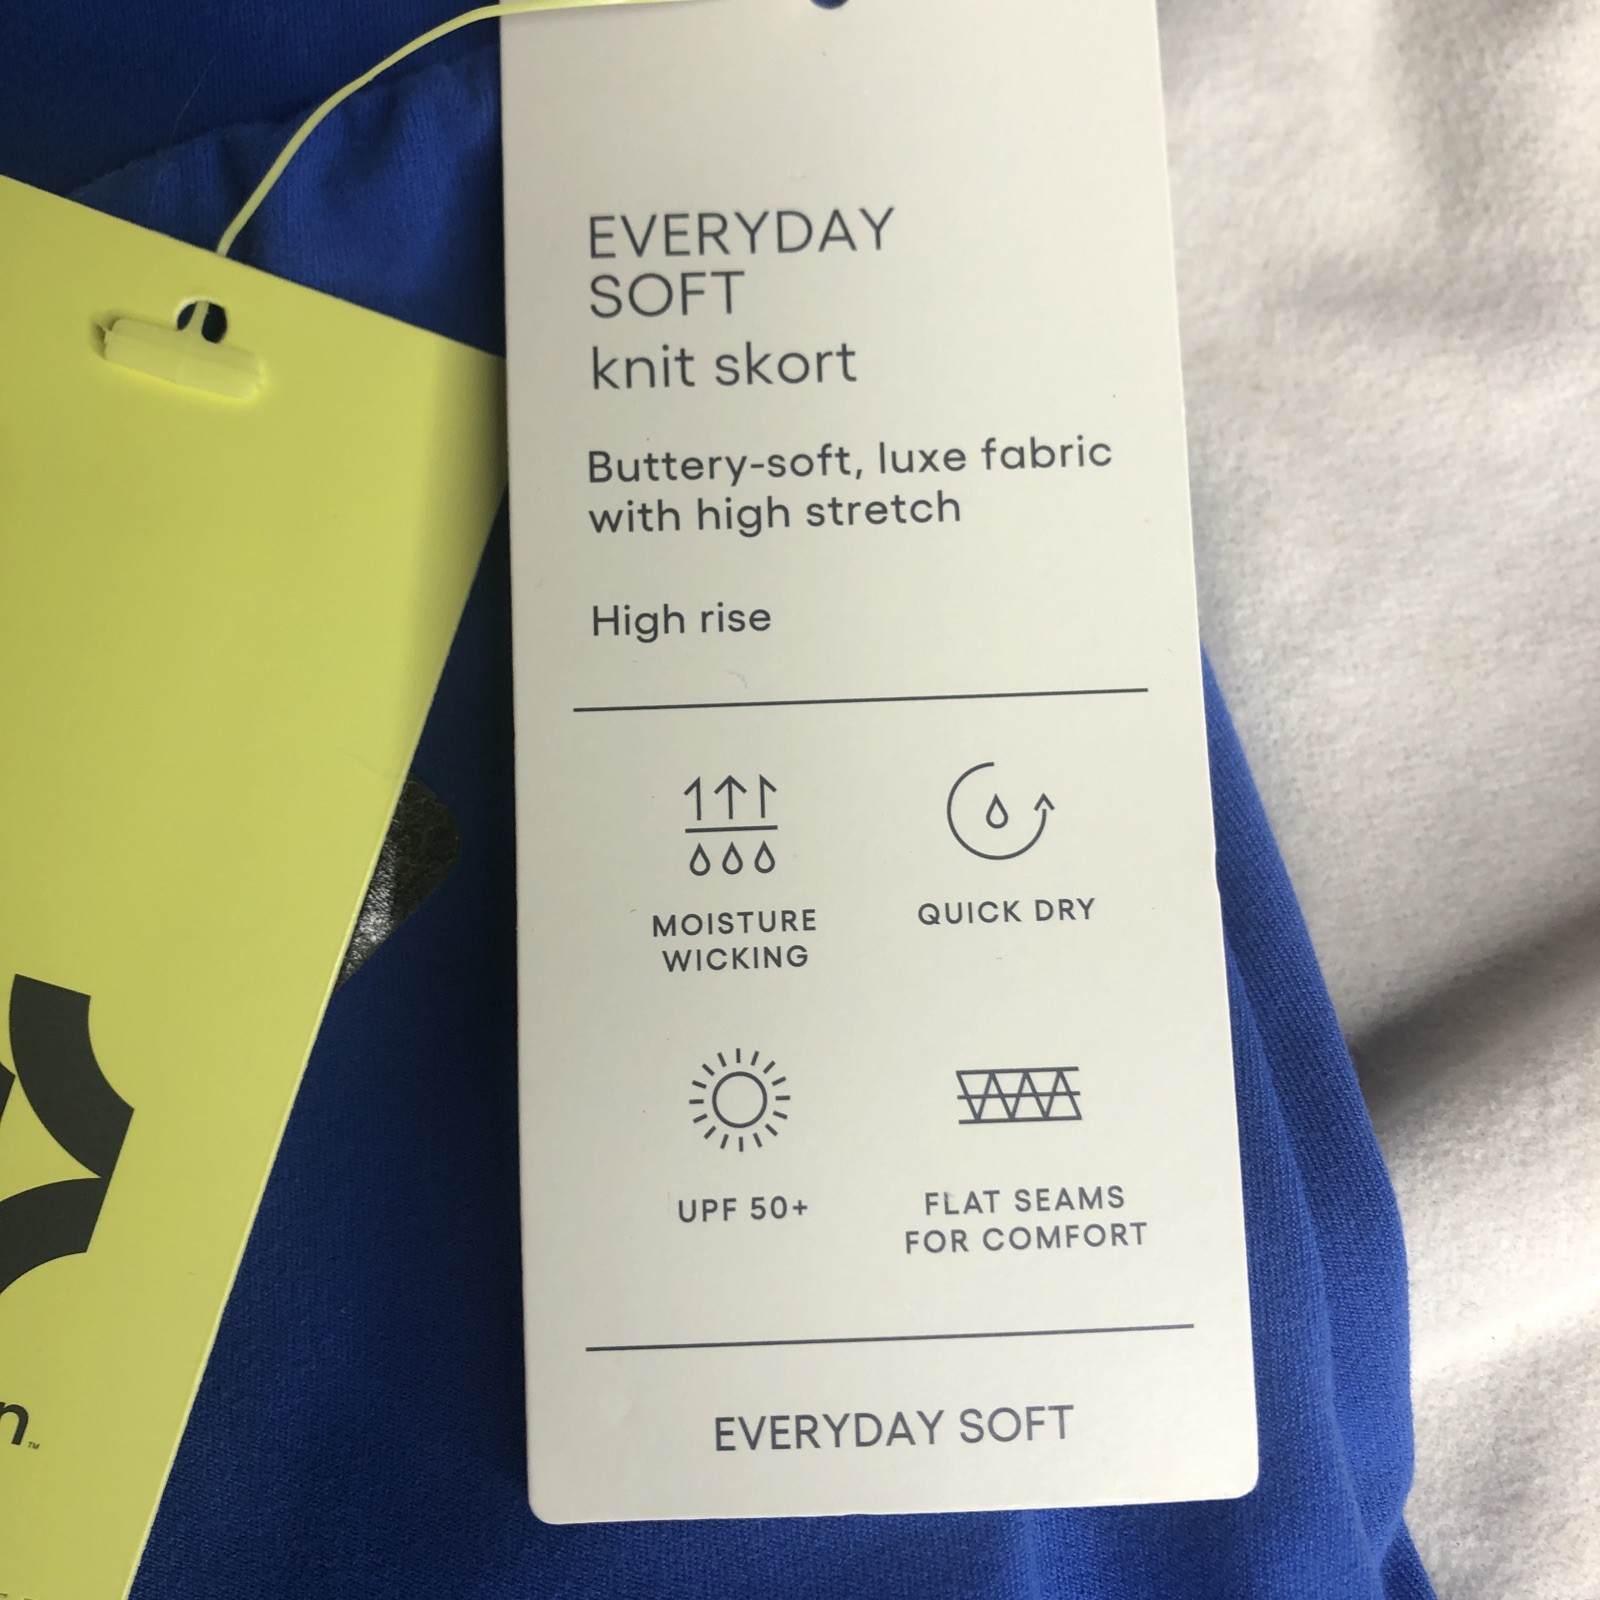 EVERYDAY
SOFT
knit skort
Buttery-soft, luxe fabric
with high stretch
High rise
MOISTURE
WICKING
QUICK DRY
UPF 50+
FLAT SEAMS
FOR COMFORT
EVERYDAY SOFT
n™